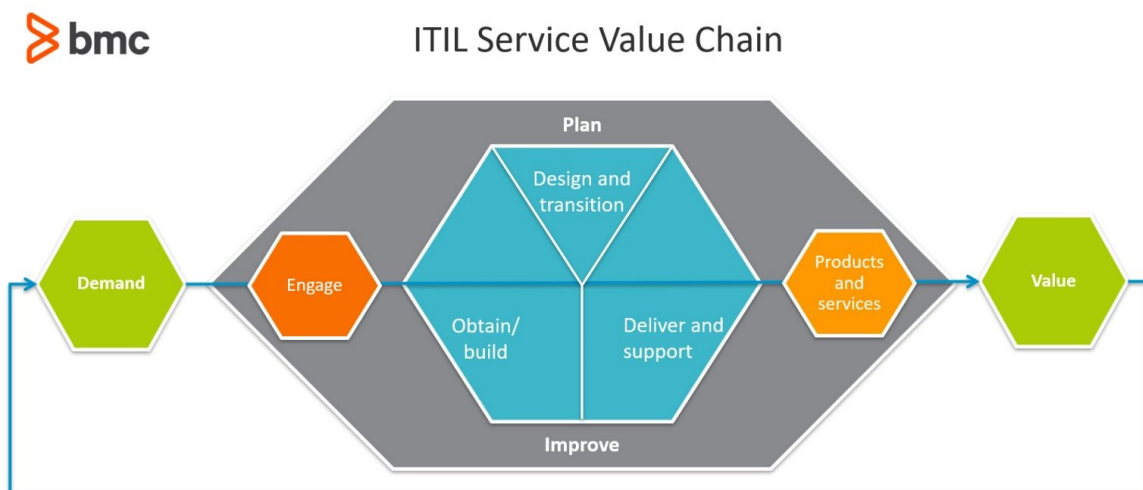 bmc
ITIL Service Value Chain
Plan
Design and
transition
Demand
Engage
Products
and
services
Value
Obtain/
build
Deliver and
support
Improve